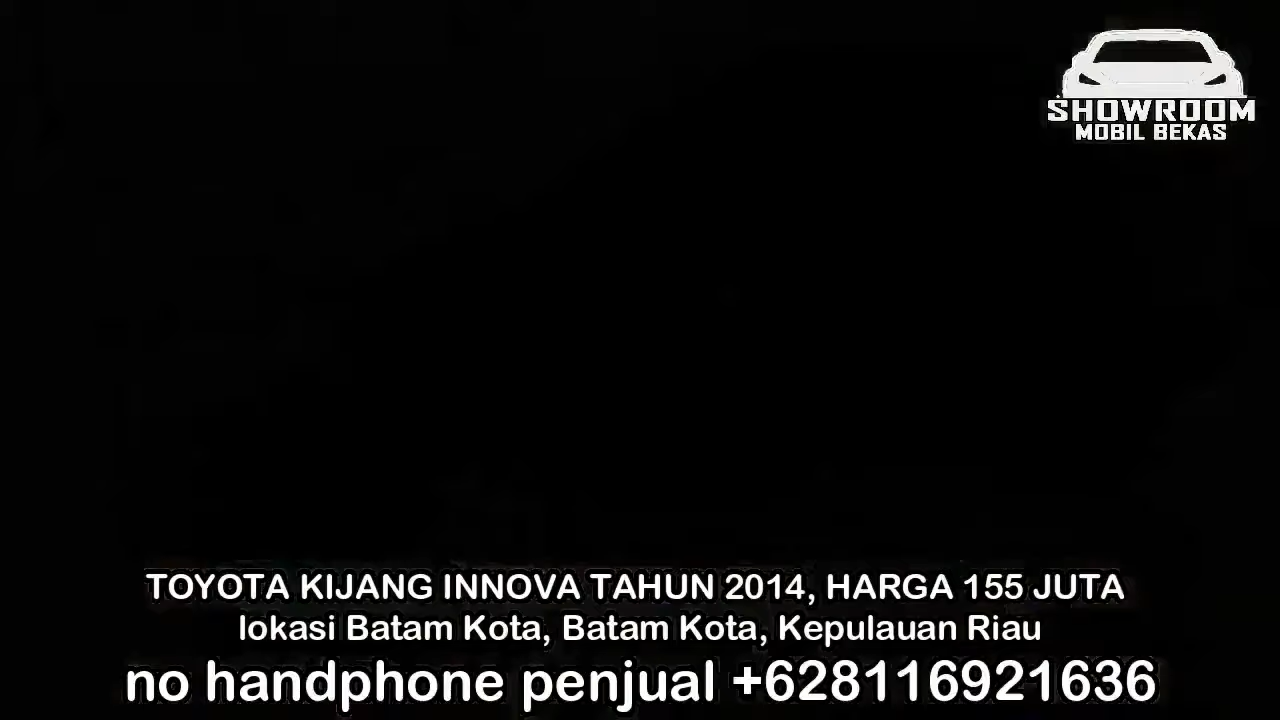 SHOWROOM
MOBIL BEKAS
TOYOTA KIJANG INNOVA TAHUN 2014, HARGA 155 JUTA
lokasi Batam Kota, Batam Kota, Kepulauan Riau
no handphone penjual +628116921636